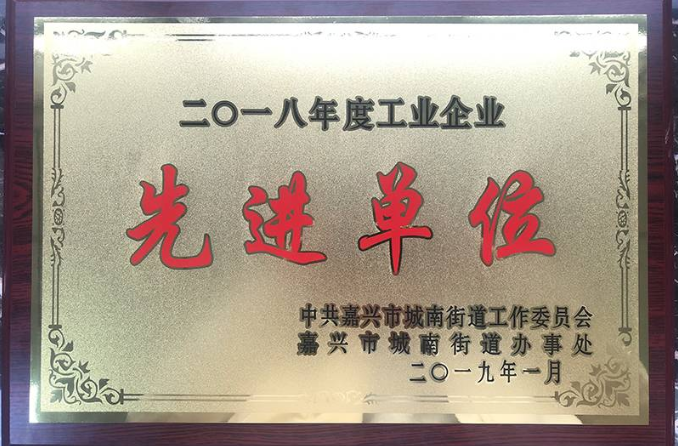 二〇一八年度工业企业
先进单位
中共嘉兴市城南街道工作委员会
嘉兴市城南街道办事处
二〇一九年一月